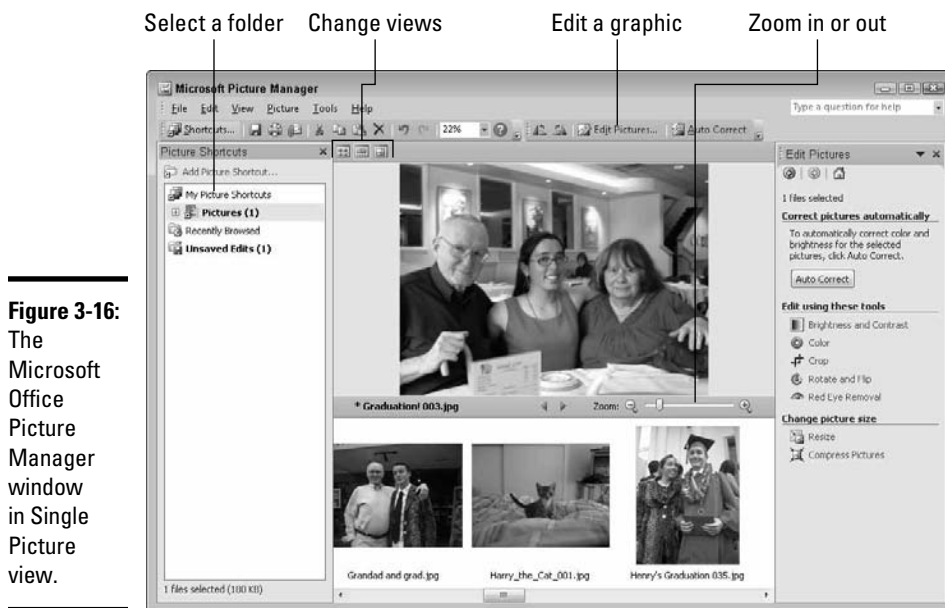 Select a folder
Change views
Edit a graphic
Zoom in or out
Microsoft Picture Manager
File Edit View Picture Tools Help
Type a question for help
Shortcuts... 22% Edit Pictures... Auto Correct
Picture Shortcuts
Add Picture Shortcut...
My Picture Shortcuts
Pictures (1)
Recently Browsed
Unsaved Edits (1)
1 files selected (180 KB)
* Graduation! 003.jpg
Zoom:
Grandad and grad.jpg
Harry_the_Cat_001.jpg
Henry's Graduation 035.jpg
Edit Pictures
1 files selected
Correct pictures automatically
To automatically correct color and
brightness for the selected
pictures, click Auto Correct.
Auto Correct
Edit using these tools
Brightness and Contrast
Color
Crop
Rotate and Flip
Red Eye Removal
Change picture size
Resize
Compress Pictures
Figure 3-16:
The
Microsoft
Office
Picture
Manager
window
in Single
Picture
view.